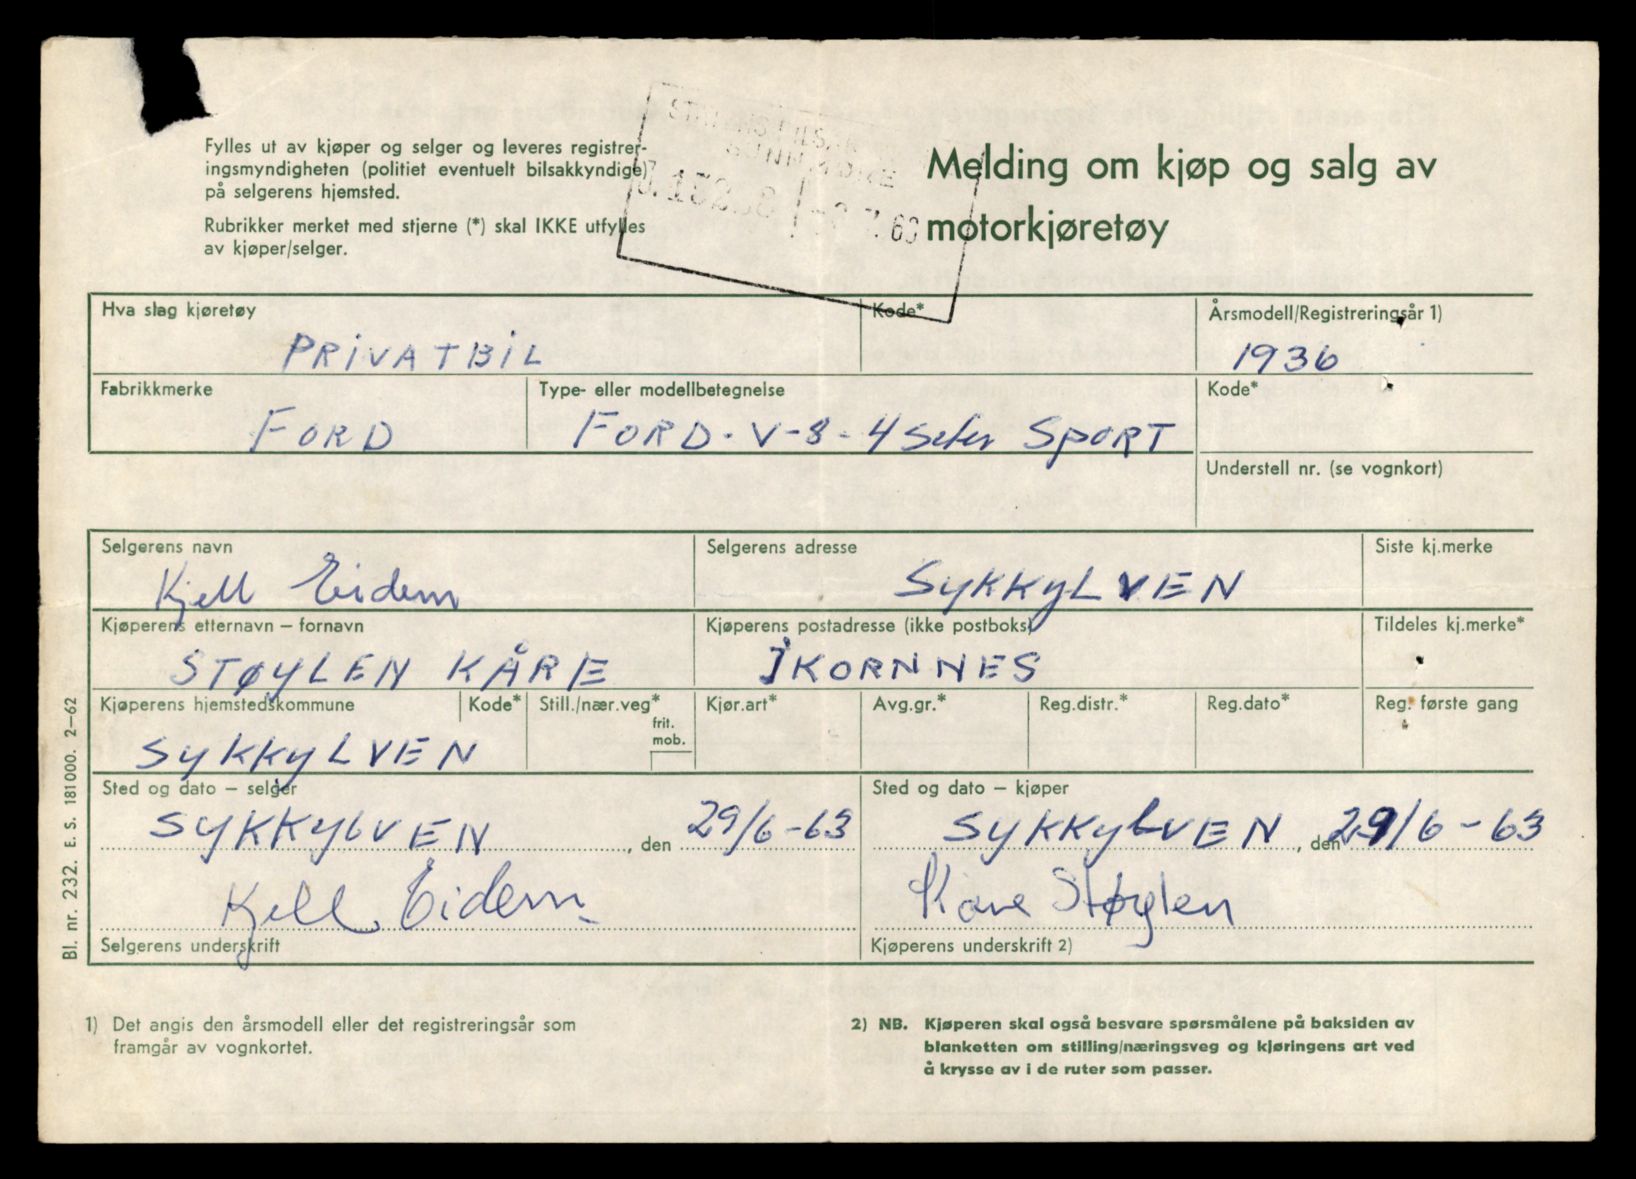 Fylles ut av kjøper og selger og leveres registrer-
ingsmyndigheten (politiet eventuelt bilsakkyndige)
på selgerens hjemsted.
Rubrikker merket med stjerne (*) skal IKKE utfylles
av kjøper/selger.
Melding om kjøp og salg av
motorkjøretøy
Hva slag kjøretøy
Kode*
Årsmodell/Registreringsår 1)
PRIVATBIL
1936
Fabrikkmerke
Type- eller modellbetegnelse
Kode*
FORD
FORD-V-8-4 seter SPORT
Understell nr. (se vognkort)
Selgerens navn
Selgerens adresse
Siste kj.merke
Kjell Eidem
SYKKYLVEN
Kjøperens etternavn – fornavn
Kjøperens postadresse (ikke postboks)
Tildeles kj.merke*
STØYLEN KÅRE
IKORNNES
Kjøperens hjemstedskommune
Kode*
Still./nær.veg*
frit.
mob.
Kjør.art*
Avg.gr.*
Reg.distr.*
Reg.dato*
Reg. første gang
SYKKYLVEN
Sted og dato – selger
Sted og dato – kjøper
SYKKYLVEN, den 29/6-63
SYKKYLVEN, den 29/6-63
Kjell Eidem
Kåre Støylen
Selgerens underskrift
Kjøperens underskrift 2)
Bl. nr. 232. E. S. 181000. 2–62
1) Det angis den årsmodell eller det registreringsår som
framgår av vognkortet.
2) NB. Kjøperen skal også besvare spørsmålene på baksiden av
blanketten om stilling/næringsveg og kjøringens art ved
å krysse av i de ruter som passer.